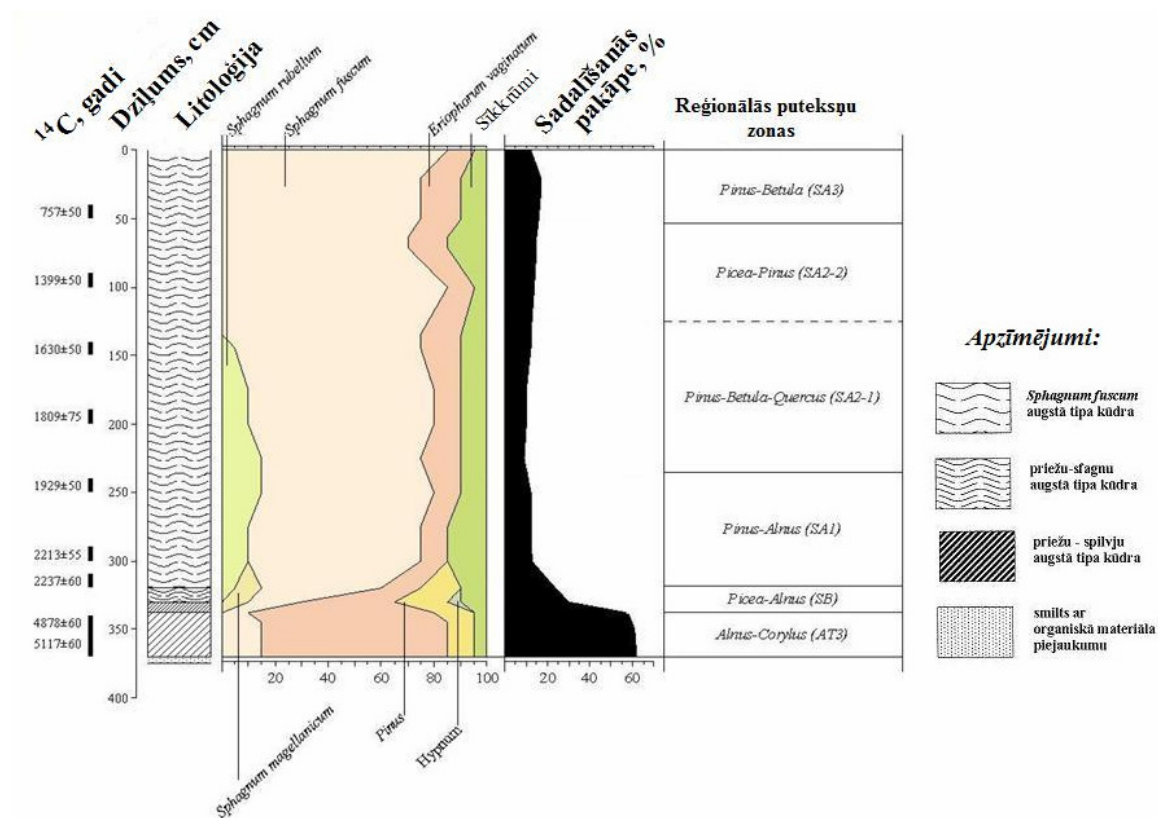 ¹⁴C, gadi
Dziļums, cm
Litoloģija
Sphagnum rubellum
Sphagnum fuscum
Eriophorum vaginatum
Sīkkrūmi
Sadalīšanās
pakāpe, %
Reģionālās putekšņu
zonas
0
50
100
150
200
250
300
350
400
757±50
1399±50
1630±50
1809±75
1929±50
2213±55
2237±60
4878±60
5117±60
20
40
60
80
100
20
40
60
Sphagnum magellanicum
Pinus
Hypnum
Pinus-Betula (SA3)
Picea-Pinus (SA2-2)
Pinus-Betula-Quercus (SA2-1)
Pinus-Alnus (SA1)
Picea-Alnus (SB)
Alnus-Corylus (AT3)
Apzīmējumi:
Sphagnum fuscum
augstā tipa kūdra
priežu-sfagnu
augstā tipa kūdra
priežu - spilvju
augstā tipa kūdra
smilts ar
organiskā materiāla
piejaukumu